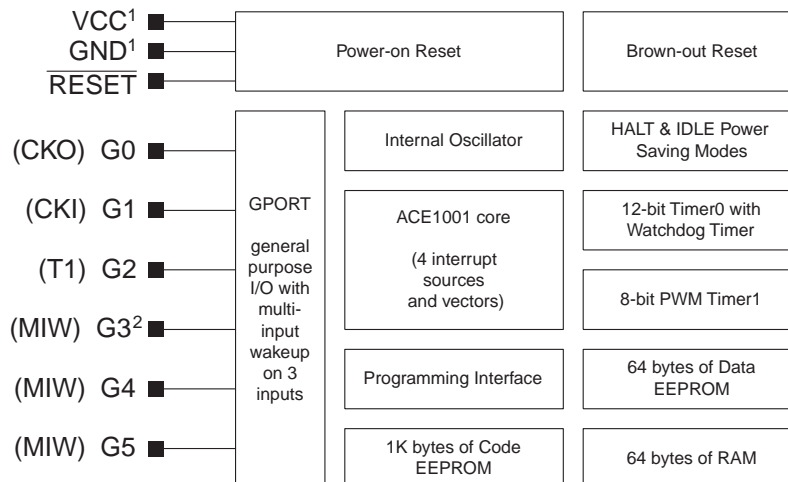 VCC¹
GND¹
RESET
Power-on Reset
Brown-out Reset
(CKO) G0
(CKI) G1
(T1) G2
(MIW) G3²
(MIW) G4
(MIW) G5
GPORT
general
purpose
I/O with
multi-
input
wakeup
on 3
inputs
Internal Oscillator
HALT & IDLE Power
Saving Modes
ACE1001 core
(4 interrupt
sources
and vectors)
12-bit Timer0 with
Watchdog Timer
8-bit PWM Timer1
Programming Interface
64 bytes of Data
EEPROM
1K bytes of Code
EEPROM
64 bytes of RAM